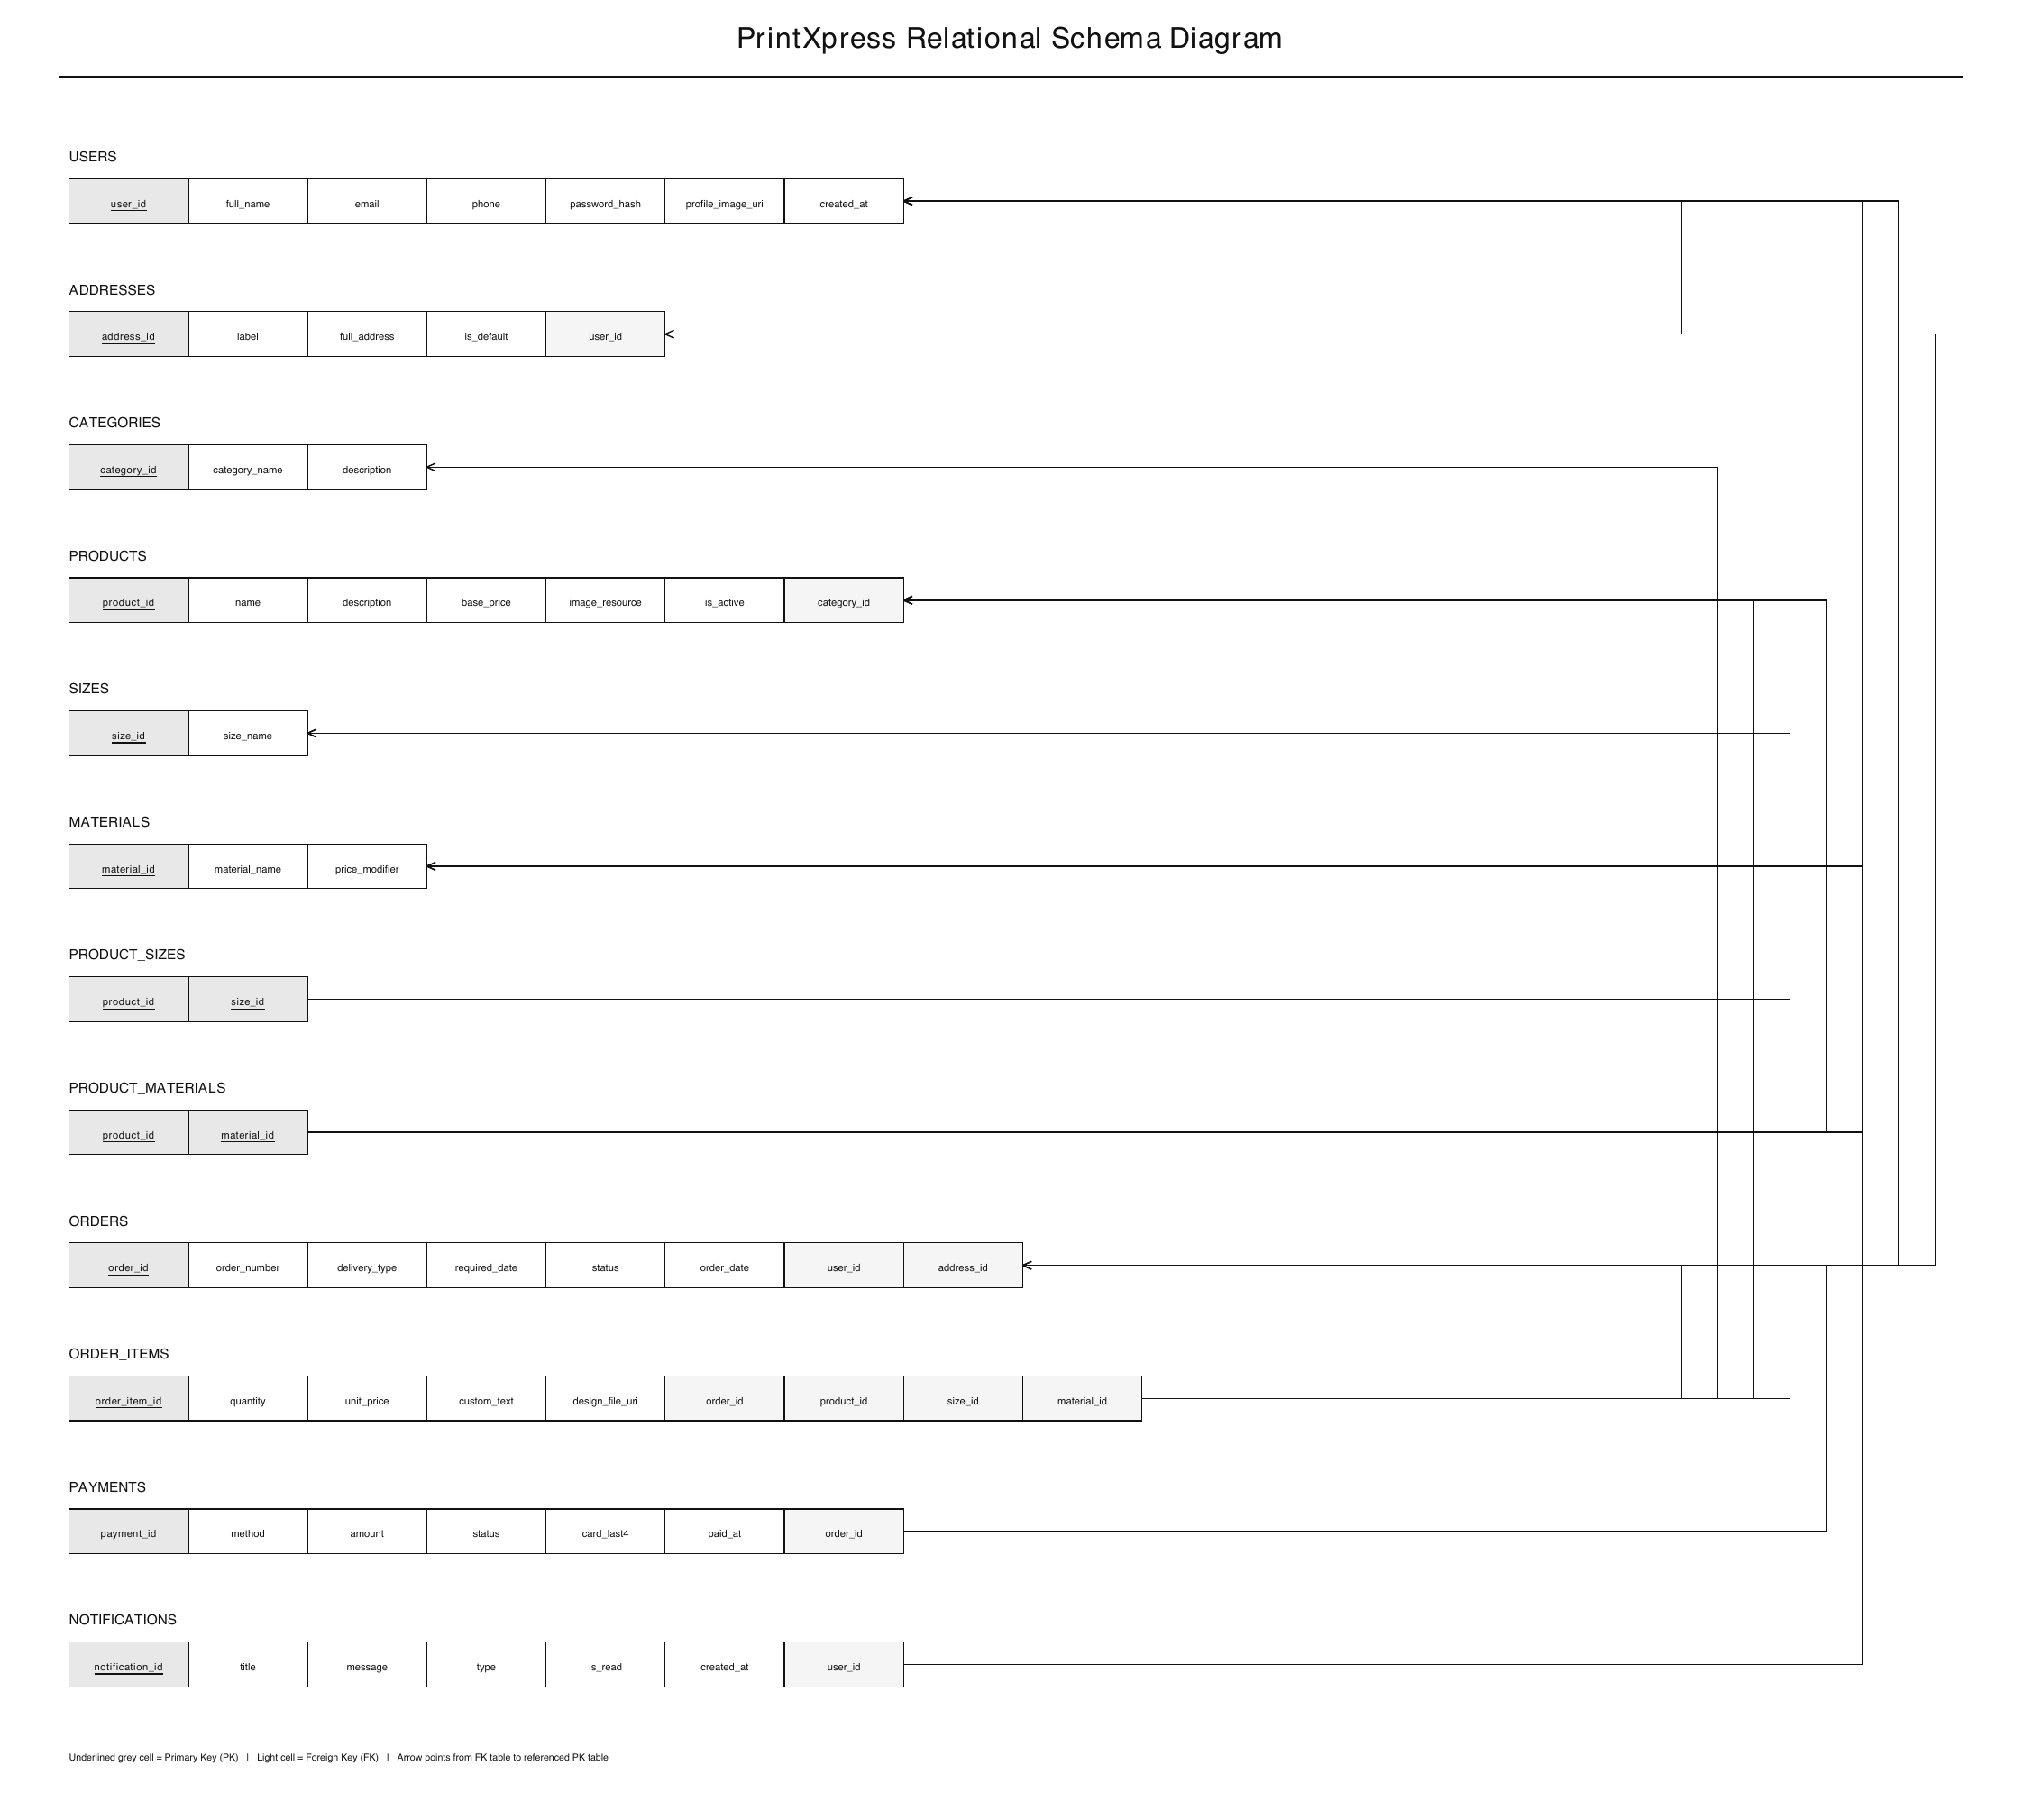 PrintXpress Relational Schema Diagram
USERS
user_id full_name email phone password_hash profile_image_uri created_at
ADDRESSES
address_id label full_address is_default user_id
CATEGORIES
category_id category_name description
PRODUCTS
product_id name description base_price image_resource is_active category_id
SIZES
size_id size_name
MATERIALS
material_id material_name price_modifier
PRODUCT_SIZES
product_id size_id
PRODUCT_MATERIALS
product_id material_id
ORDERS
order_id order_number delivery_type required_date status order_date user_id address_id
ORDER_ITEMS
order_item_id quantity unit_price custom_text design_file_uri order_id product_id size_id material_id
PAYMENTS
payment_id method amount status card_last4 paid_at order_id
NOTIFICATIONS
notification_id title message type is_read created_at user_id
Underlined grey cell = Primary Key (PK) | Light cell = Foreign Key (FK) | Arrow points from FK table to referenced PK table